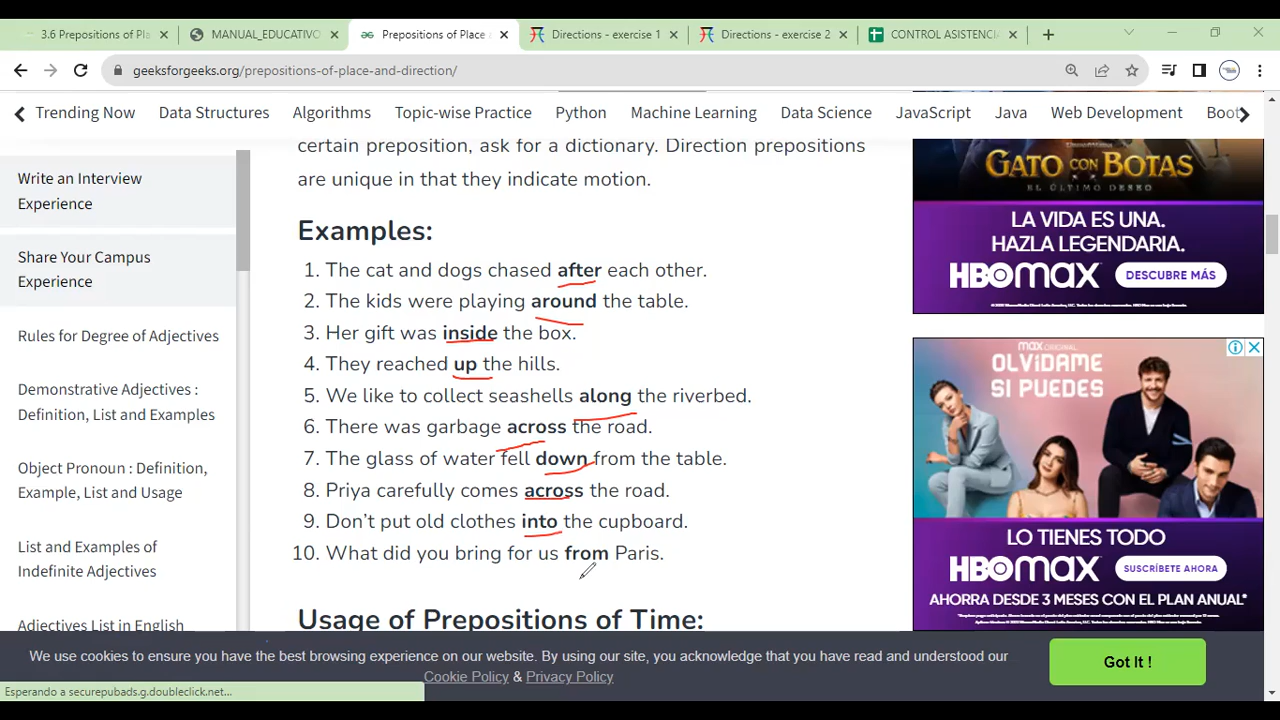 3.6 Prepositions of Pla
MANUAL_EDUCATIVO
Prepositions of Place
Directions - exercise 1
Directions - exercise 2
CONTROL ASISTENCIA
geeksforgeeks.org/prepositions-of-place-and-direction/
Trending Now
Data Structures
Algorithms
Topic-wise Practice
Python
Machine Learning
Data Science
JavaScript
Java
Web Development
Boot
Write an Interview
Experience
Share Your Campus
Experience
Rules for Degree of Adjectives
Demonstrative Adjectives :
Definition, List and Examples
Object Pronoun : Definition,
Example, List and Usage
List and Examples of
Indefinite Adjectives
Adjectives List in English
certain preposition, ask for a dictionary. Direction prepositions
are unique in that they indicate motion.
Examples:
1. The cat and dogs chased after each other.
2. The kids were playing around the table.
3. Her gift was inside the box.
4. They reached up the hills.
5. We like to collect seashells along the riverbed.
6. There was garbage across the road.
7. The glass of water fell down from the table.
8. Priya carefully comes across the road.
9. Don't put old clothes into the cupboard.
10. What did you bring for us from Paris.
Usage of Prepositions of Time:
GATO CON BOTAS
EL ÚLTIMO DESEO
LA VIDA ES UNA.
HAZLA LEGENDARIA.
HBOmax
DESCUBRE MÁS
max ORIGINAL
OLVÍDAME
SI PUEDES
LO TIENES TODO
HBOmax
SUSCRÍBETE AHORA
AHORRA DESDE 3 MESES CON EL PLAN ANUAL*
We use cookies to ensure you have the best browsing experience on our website. By using our site, you acknowledge that you have read and understood our
Cookie Policy & Privacy Policy
Got It !
Esperando a securepubads.g.doubleclick.net...